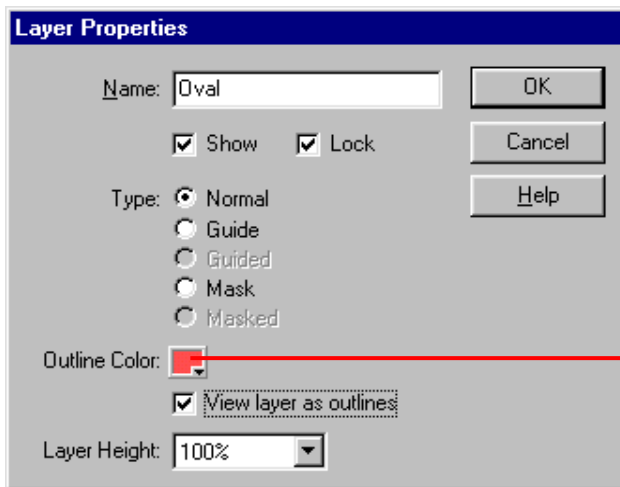 Layer Properties
Name: Oval OK
Show Lock Cancel
Type: Normal Help
Guide
Guided
Mask
Masked
Outline Color:
View layer as outlines
Layer Height: 100%